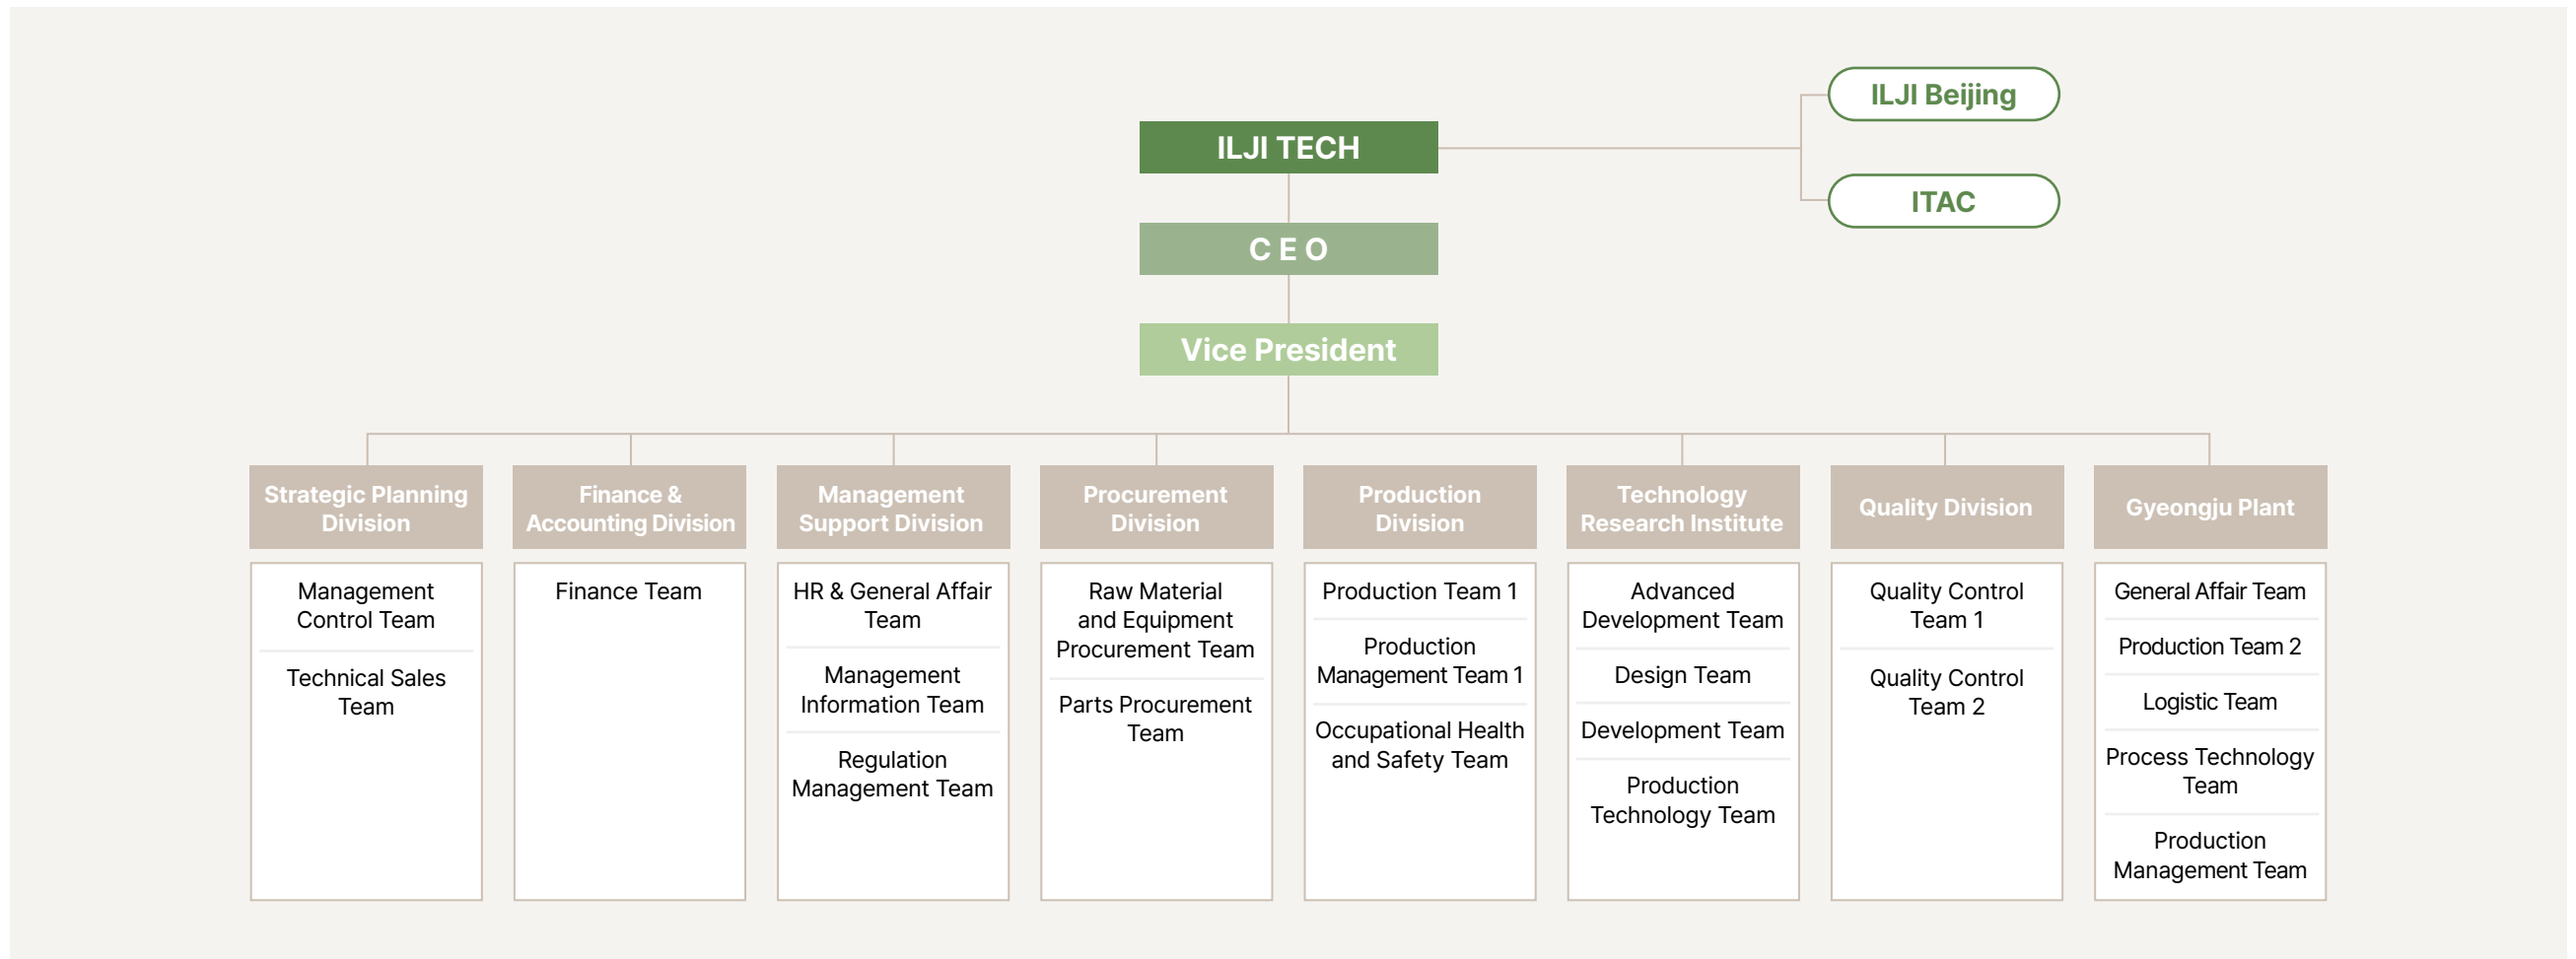 ILJI Beijing
ILJI TECH
ITAC
C E O
Vice President
Strategic Planning
Division
Management
Control Team
Technical Sales
Team
Finance &
Accounting Division
Finance Team
Management
Support Division
HR & General Affair
Team
Management
Information Team
Regulation
Management Team
Procurement
Division
Raw Material
and Equipment
Procurement Team
Parts Procurement
Team
Production
Division
Production Team 1
Production
Management Team 1
Occupational Health
and Safety Team
Technology
Research Institute
Advanced
Development Team
Design Team
Development Team
Production
Technology Team
Quality Division
Quality Control
Team 1
Quality Control
Team 2
Gyeongju Plant
General Affair Team
Production Team 2
Logistic Team
Process Technology
Team
Production
Management Team